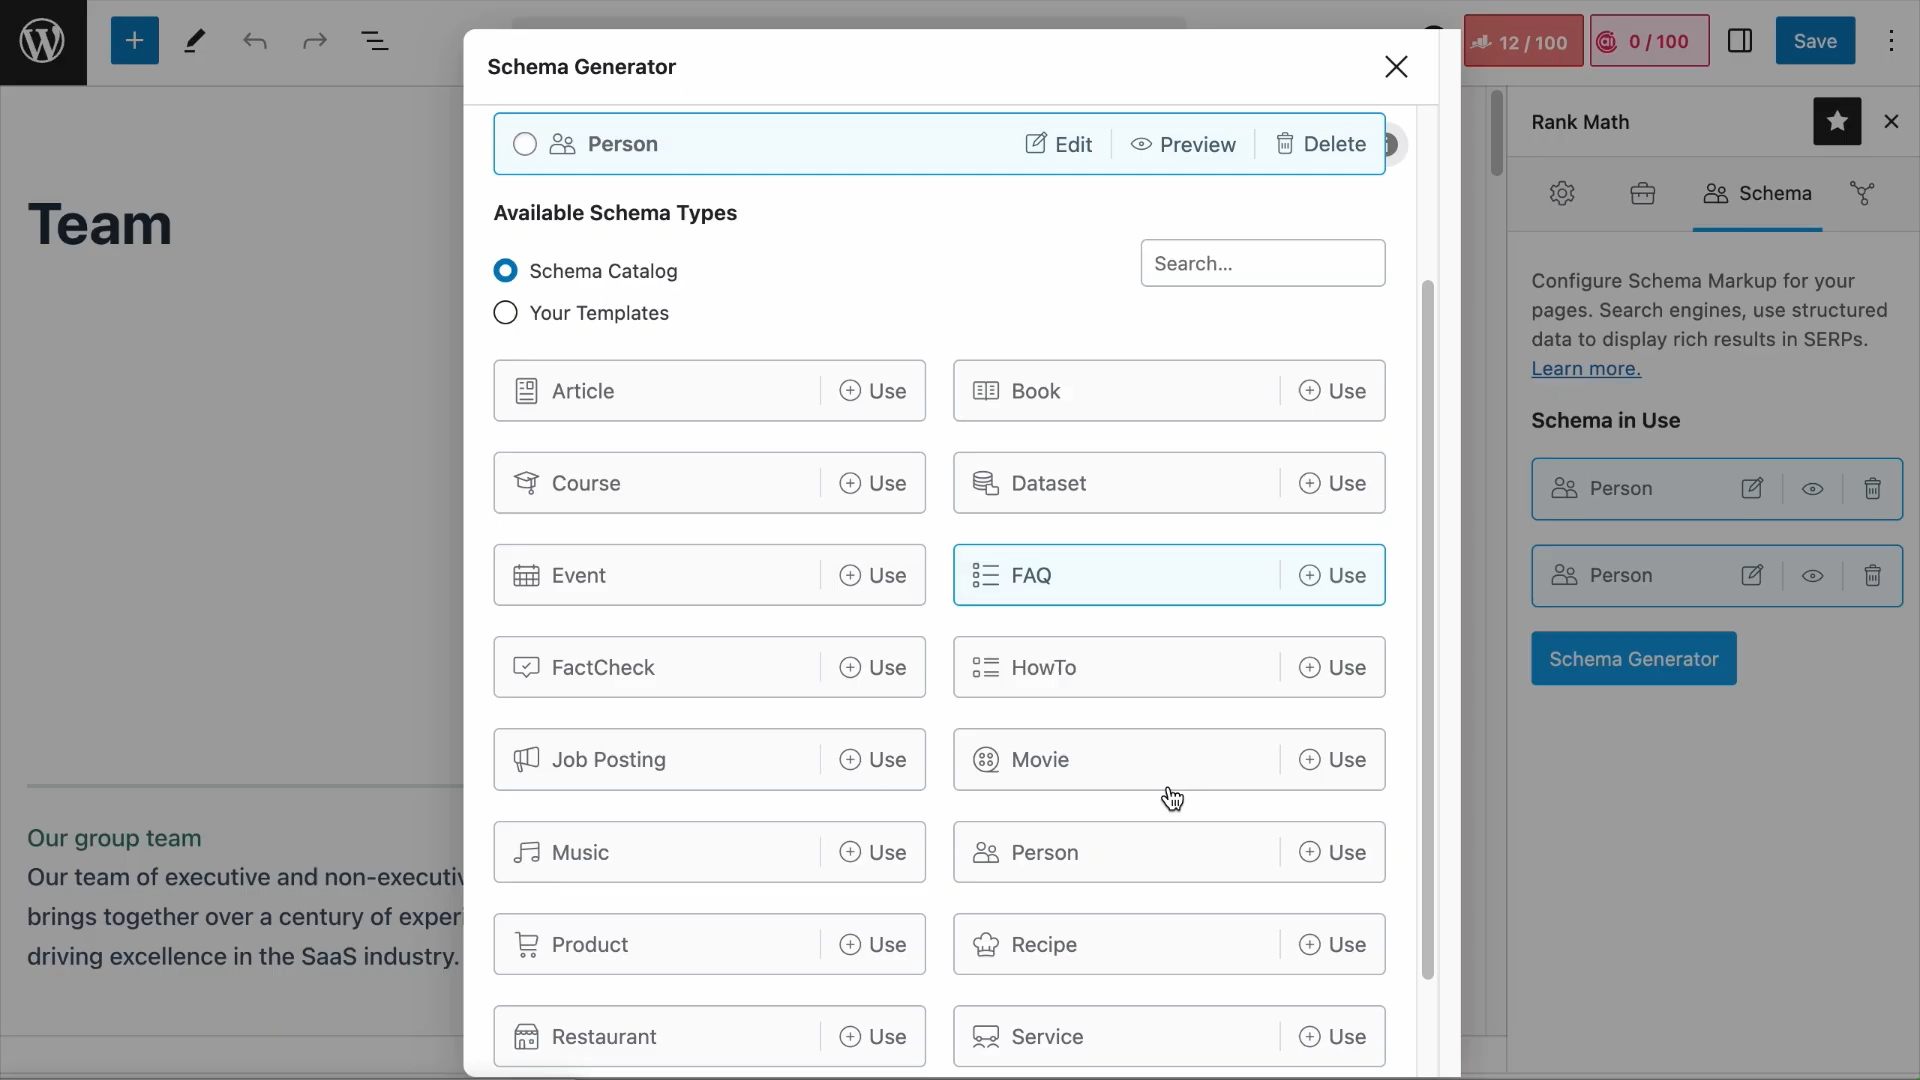 12 / 100
0 / 100
Save
Schema Generator
Rank Math
Person
Edit
Preview
Delete
Schema
Available Schema Types
Schema Catalog
Search...
Your Templates
Team
Configure Schema Markup for your
pages. Search engines, use structured
data to display rich results in SERPs.
Learn more.
Schema in Use
Person
Person
Schema Generator
Article Use
Book Use
Course Use
Dataset Use
Event Use
FAQ Use
FactCheck Use
HowTo Use
Job Posting Use
Movie Use
Music Use
Person Use
Product Use
Recipe Use
Restaurant Use
Service Use
Our group team
Our team of executive and non-executiv
brings together over a century of experi
driving excellence in the SaaS industry.